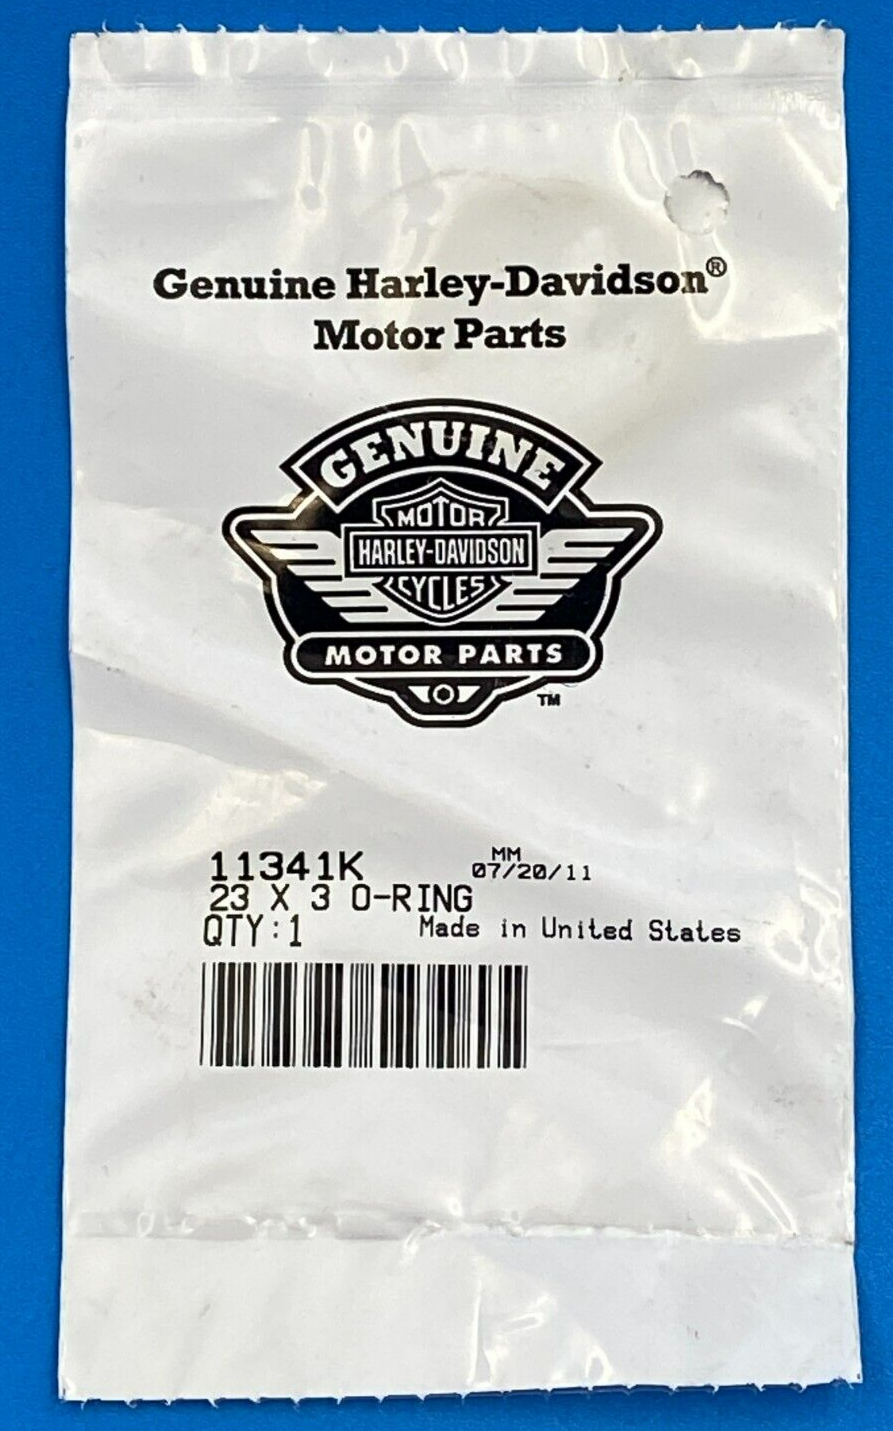 Genuine Harley-Davidson®
Motor Parts
GENUINE
MOTOR
HARLEY-DAVIDSON
CYCLES
MOTOR PARTS
TM
11341K
MM
07/20/11
23 X 3 O-RING
QTY:1
Made in United States